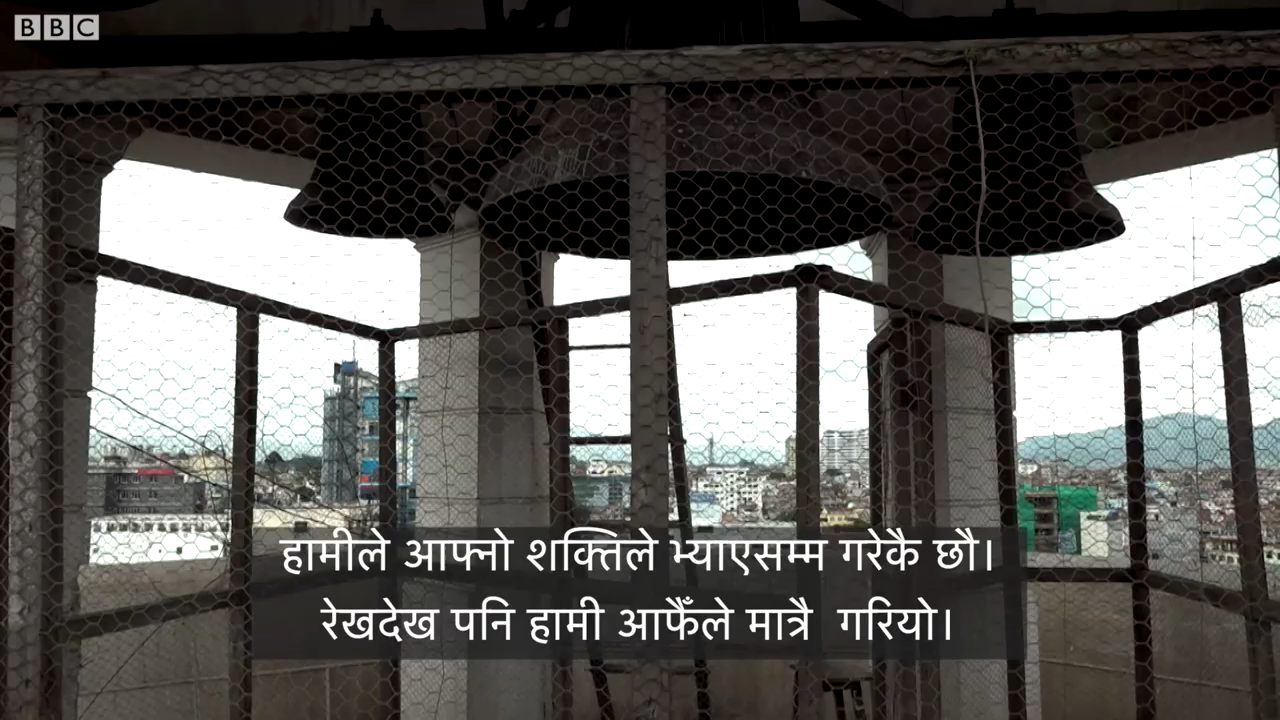 BBC
हामीले आफ्नो शक्तिले भ्याएसम्म गरेकै छौ।
रेखदेख पनि हामी आफैँले मात्रै गरियो।